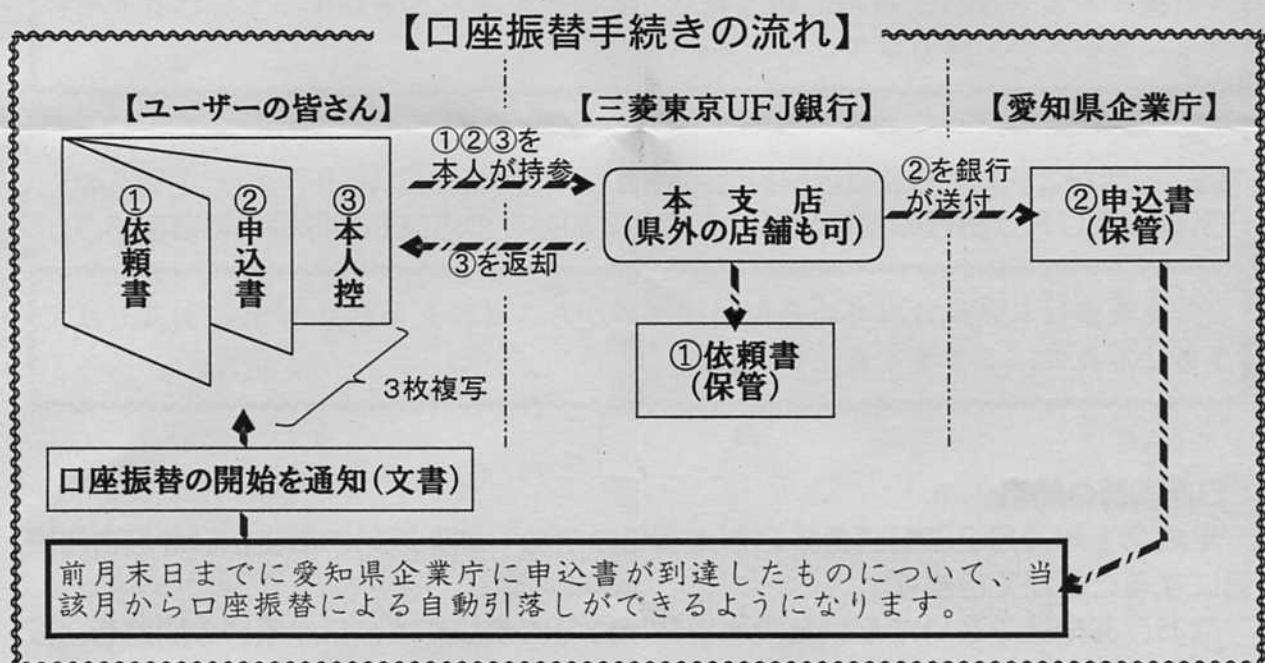 【口座振替手続きの流れ】
【ユーザーの皆さん】
【三菱東京UFJ銀行】
【愛知県企業庁】
①依頼書
②申込書
③本人控
①②③を
本人が持参
③を返却
3枚複写
本支店
(県外の店舗も可)
①依頼書
(保管)
②を銀行
が送付
②申込書
(保管)
口座振替の開始を通知(文書)
前月末日までに愛知県企業庁に申込書が到達したものについて、当
該月から口座振替による自動引落しができるようになります。